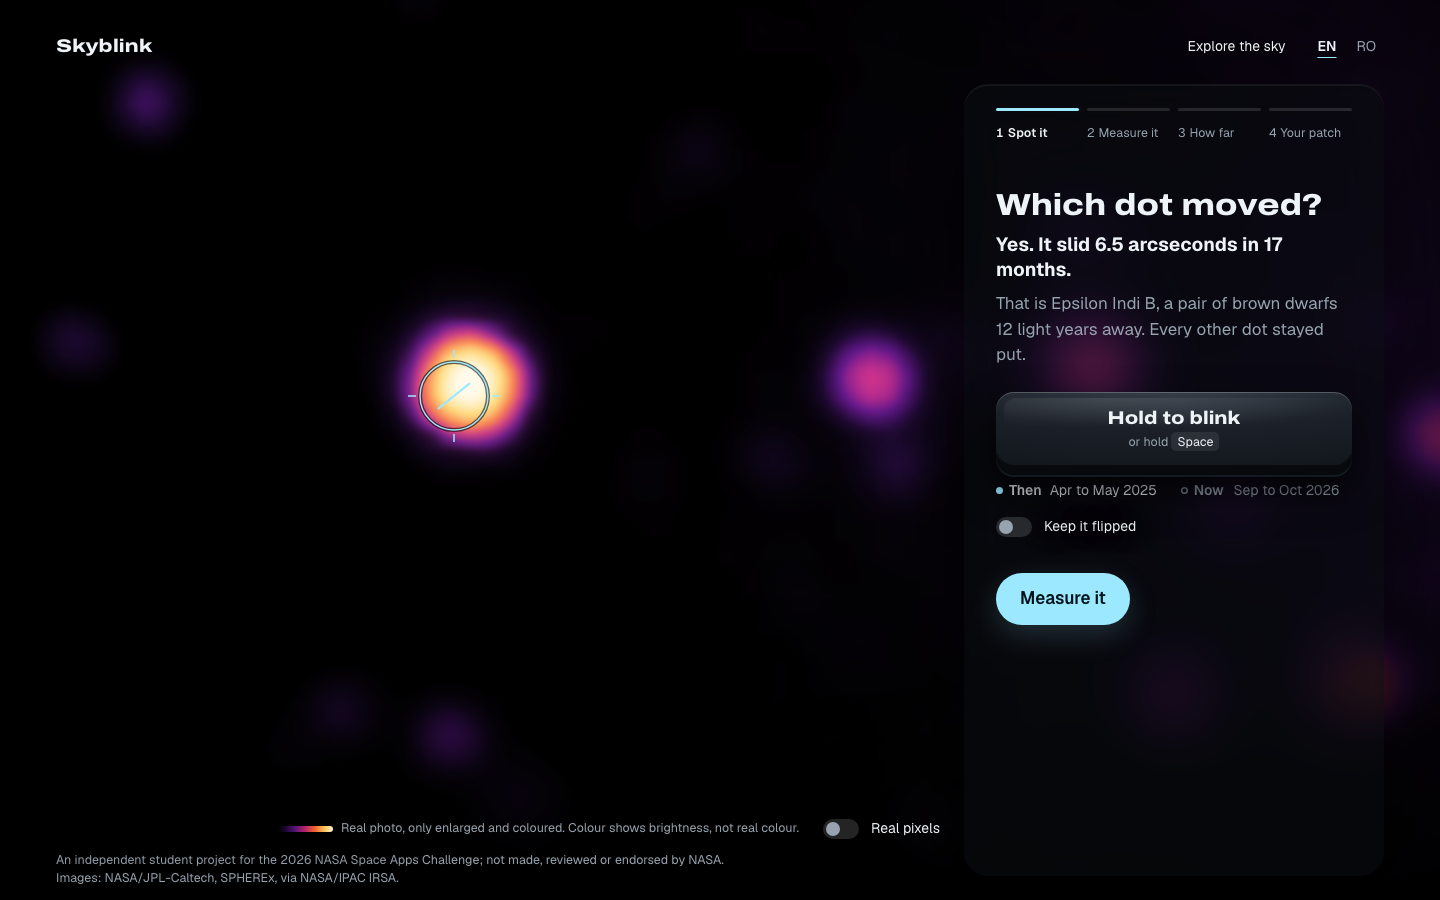 Skyblink
Explore the sky EN RO
1 Spot it 2 Measure it 3 How far 4 Your patch
Which dot moved?
Yes. It slid 6.5 arcseconds in 17
months.
That is Epsilon Indi B, a pair of brown dwarfs
12 light years away. Every other dot stayed
put.
Hold to blink
or hold Space
Then Apr to May 2025 Now Sep to Oct 2026
Keep it flipped
Measure it
Real photo, only enlarged and coloured. Colour shows brightness, not real colour. Real pixels
An independent student project for the 2026 NASA Space Apps Challenge; not made, reviewed or endorsed by NASA.
Images: NASA/JPL-Caltech, SPHEREx, via NASA/IPAC IRSA.